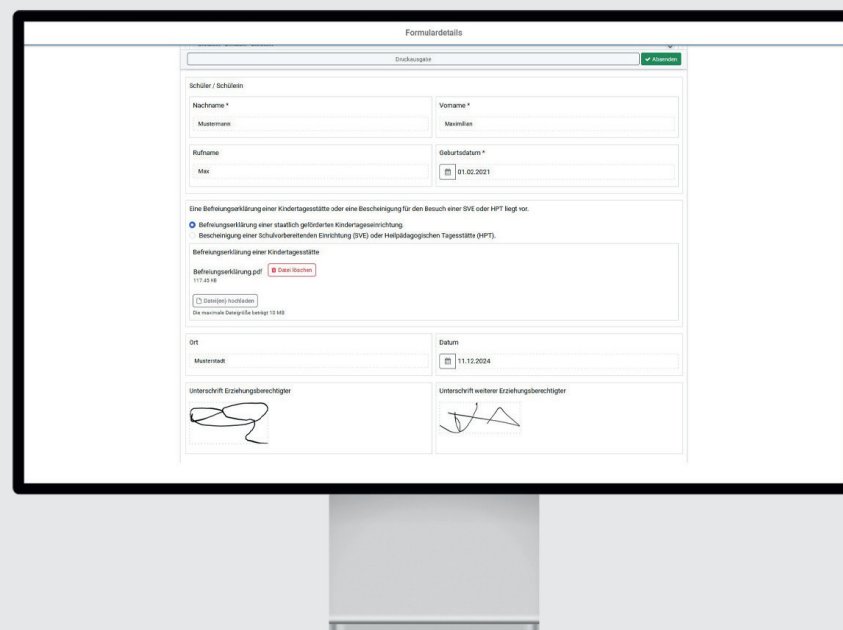 Formulardetails
Druckausgabe
Absenden
Schüler / Schülerin
Nachname *
Vorname *
Mustermann
Maximilian
Rufname
Geburtsdatum *
Max
01.02.2021
Eine Befreiungserklärung einer Kindertagesstätte oder eine Bescheinigung für den Besuch einer SVE oder HPT liegt vor.
Befreiungserklärung einer staatlich geförderten Kindertageseinrichtung.
Bescheinigung einer Schulvorbereitenden Einrichtung (SVE) oder Heilpädagogischen Tagesstätte (HPT).
Befreiungserklärung einer Kindertagesstätte
Befreiungserklärung.pdf
Datei löschen
117.45 KB
Datei(en) hochladen
Die maximale Dateigröße beträgt 10 MB
Ort
Datum
Musterstadt
11.12.2024
Unterschrift Erziehungsberechtigter
Unterschrift weiterer Erziehungsberechtigter